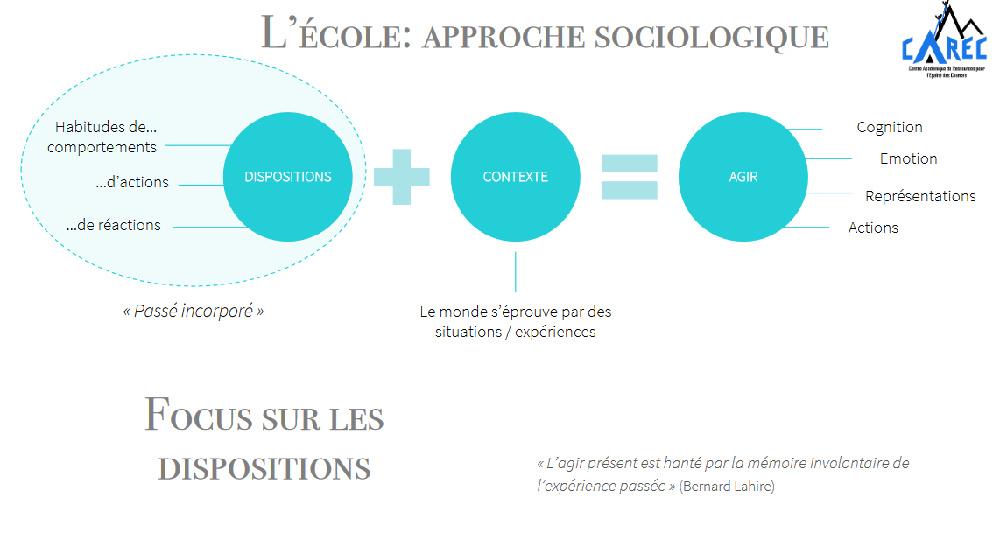 L'école: approche sociologique
CAREC
Centre Académique de Ressources pour
l'Egalité des Chances
Habitudes de...
comportements
...d'actions
...de réactions
DISPOSITIONS
CONTEXTE
AGIR
Cognition
Emotion
Représentations
Actions
« Passé incorporé »
Le monde s'éprouve par des
situations / expériences
Focus sur les
dispositions
« L'agir présent est hanté par la mémoire involontaire de
l'expérience passée » (Bernard Lahire)